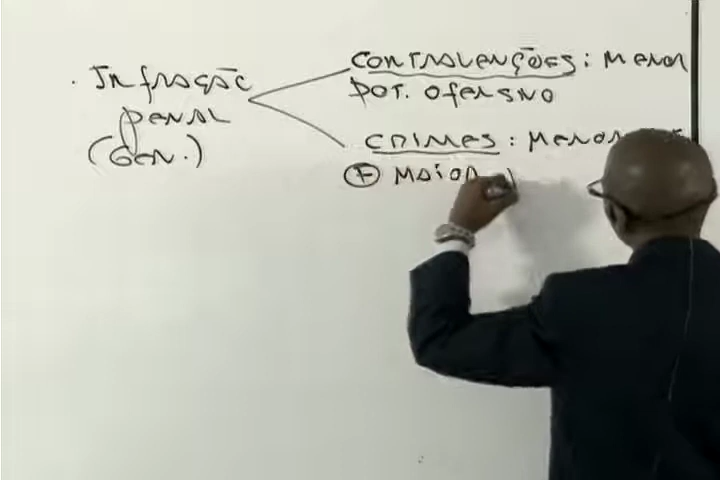 . Infração
penal
(Gen.)
CONTRAVENÇÕES : Menor
pot. ofensivo
CRIMES : Menor
(+) Maior